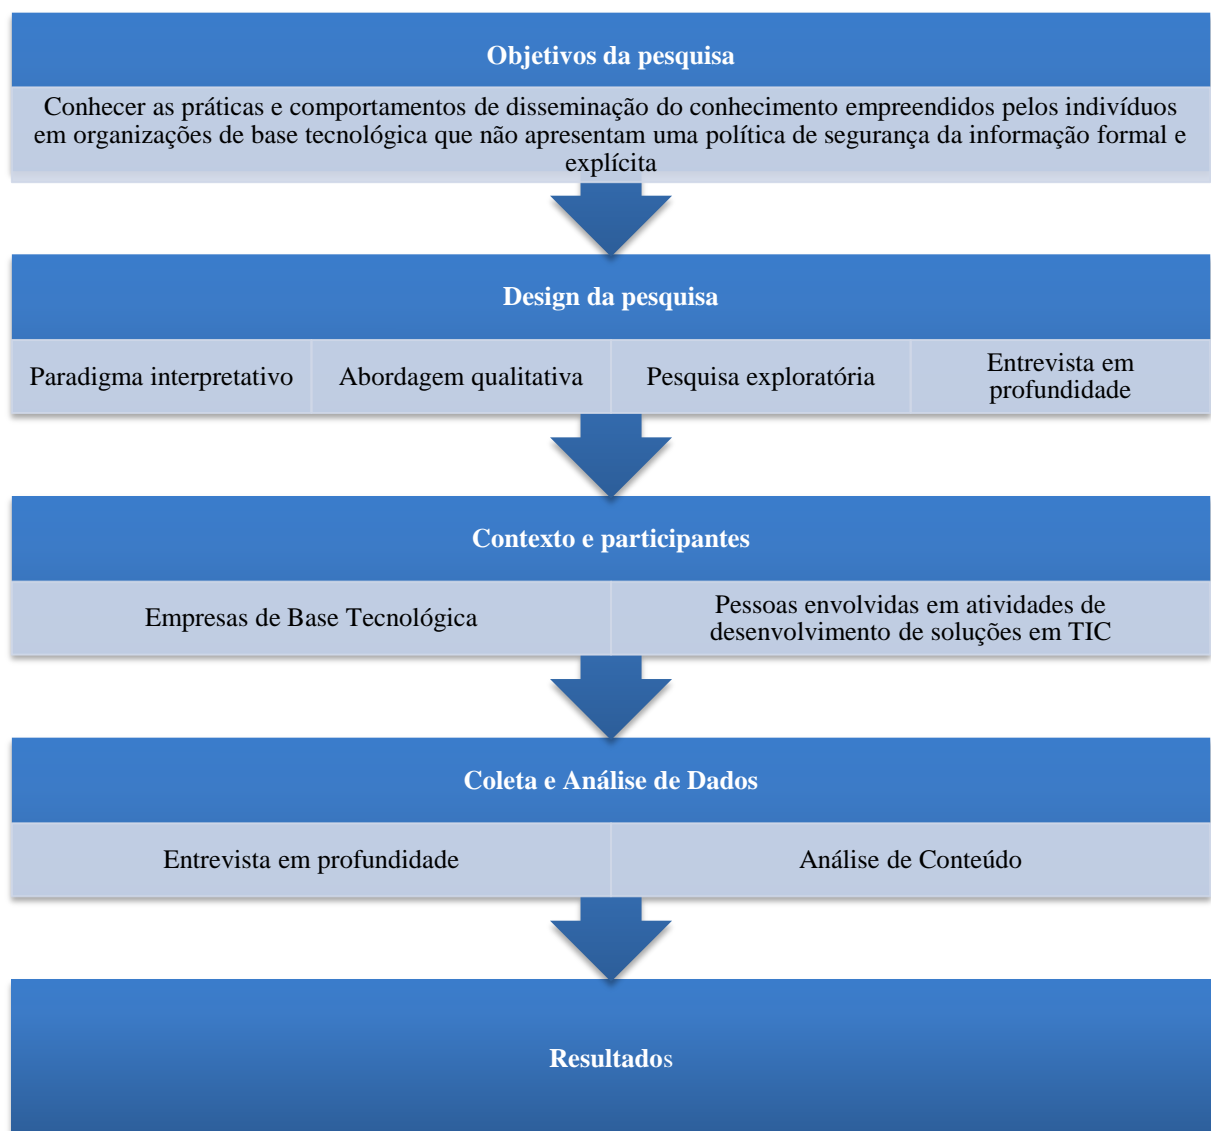 Objetivos da pesquisa
Conhecer as práticas e comportamentos de disseminação do conhecimento empreendidos pelos indivíduos
em organizações de base tecnológica que não apresentam uma política de segurança da informação formal e
explícita
Design da pesquisa
Paradigma interpretativo
Abordagem qualitativa
Pesquisa exploratória
Entrevista em
profundidade
Contexto e participantes
Empresas de Base Tecnológica
Pessoas envolvidas em atividades de
desenvolvimento de soluções em TIC
Coleta e Análise de Dados
Entrevista em profundidade
Análise de Conteúdo
Resultados